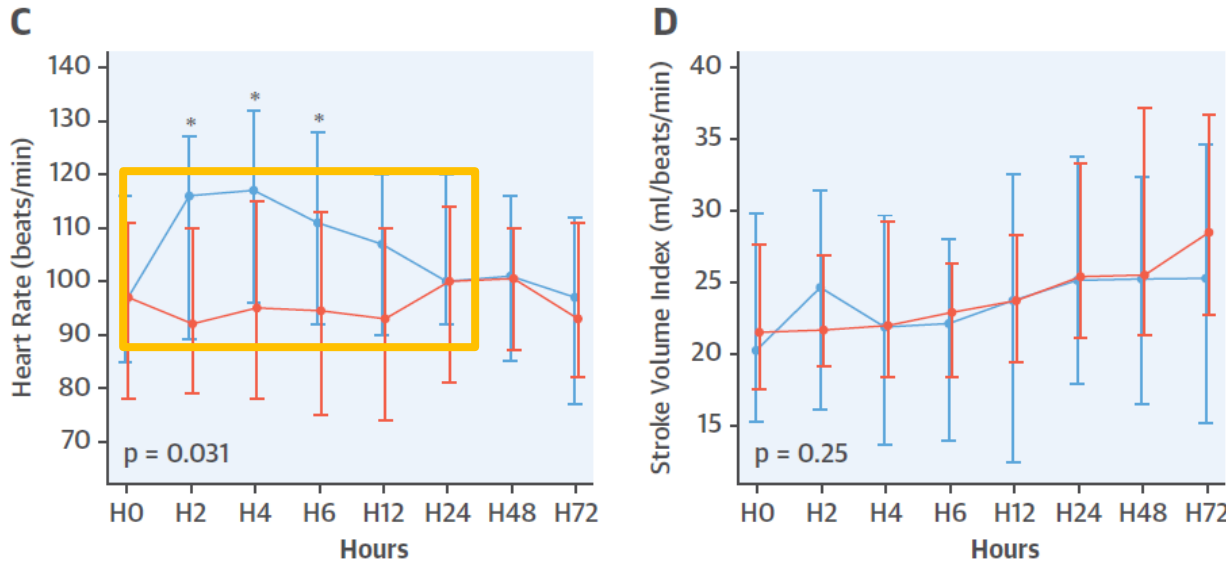 C
Heart Rate (beats/min)
140
130
120
110
100
90
80
70
* * *
p = 0.031
H0 H2 H4 H6 H12 H24 H48 H72
Hours
D
Stroke Volume Index (ml/beats/min)
40
35
30
25
20
15
p = 0.25
H0 H2 H4 H6 H12 H24 H48 H72
Hours